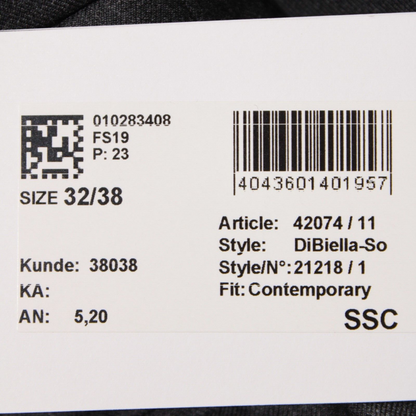 010283408
FS19
P: 23
SIZE 32/38
4043601401957
Article: 42074 / 11
Style: DiBiella-So
Style/N°: 21218 / 1
Fit: Contemporary
Kunde: 38038
KA:
AN: 5,20
SSC